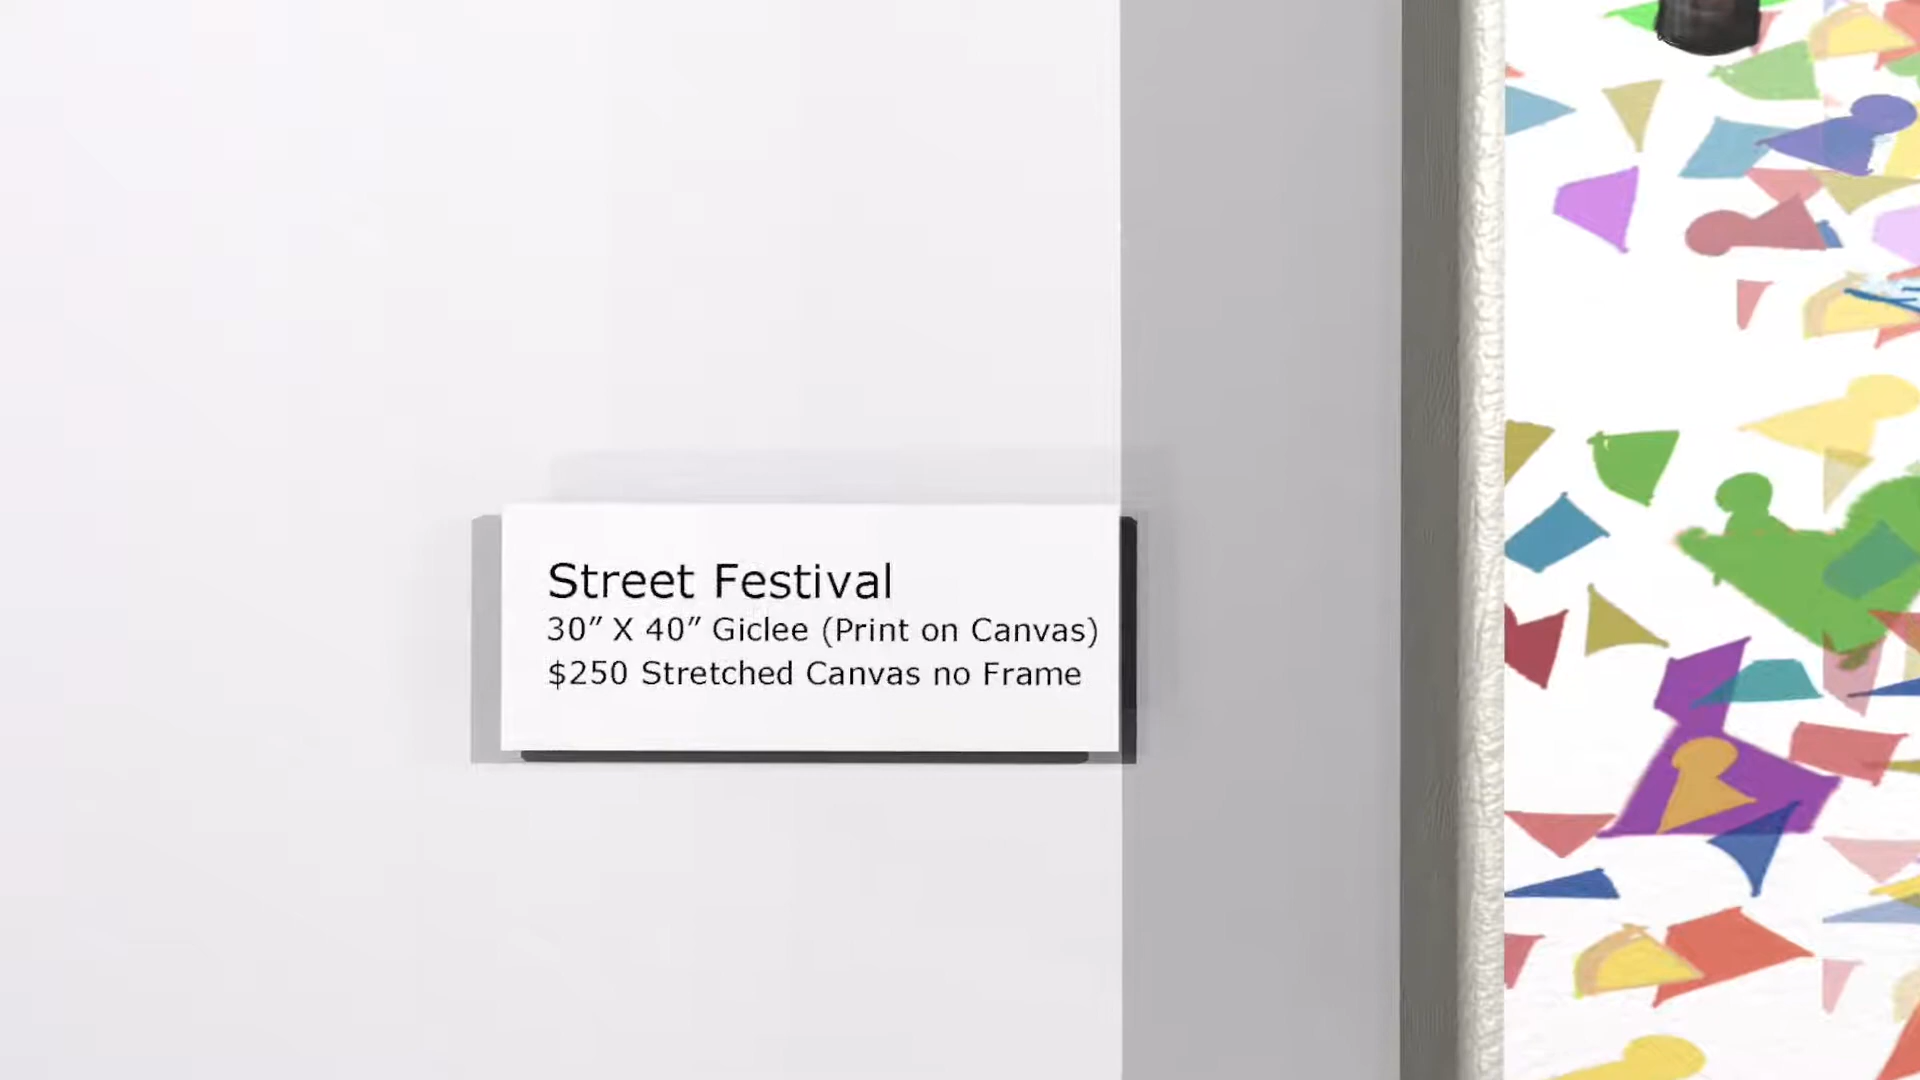 Street Festival
30” X 40” Giclee (Print on Canvas)
$250 Stretched Canvas no Frame